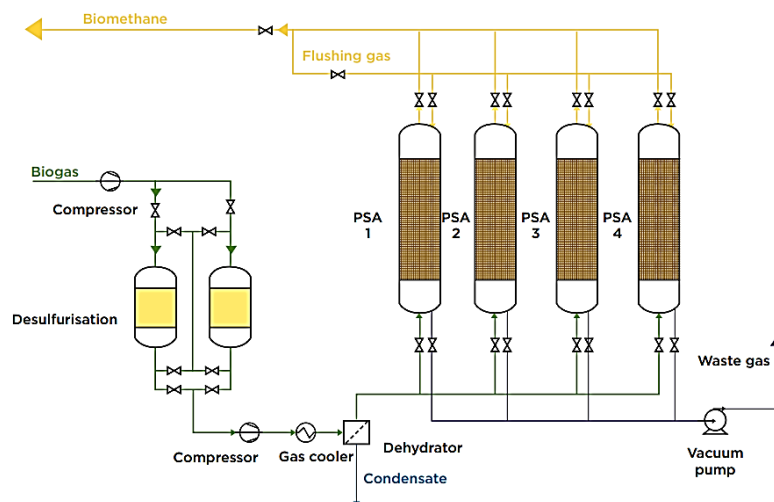 Biomethane
Flushing gas
Biogas
Compressor
PSA
1
PSA
2
PSA
3
PSA
4
Desulfurisation
Waste gas
Compressor
Gas cooler
Dehydrator
Condensate
Vacuum
pump